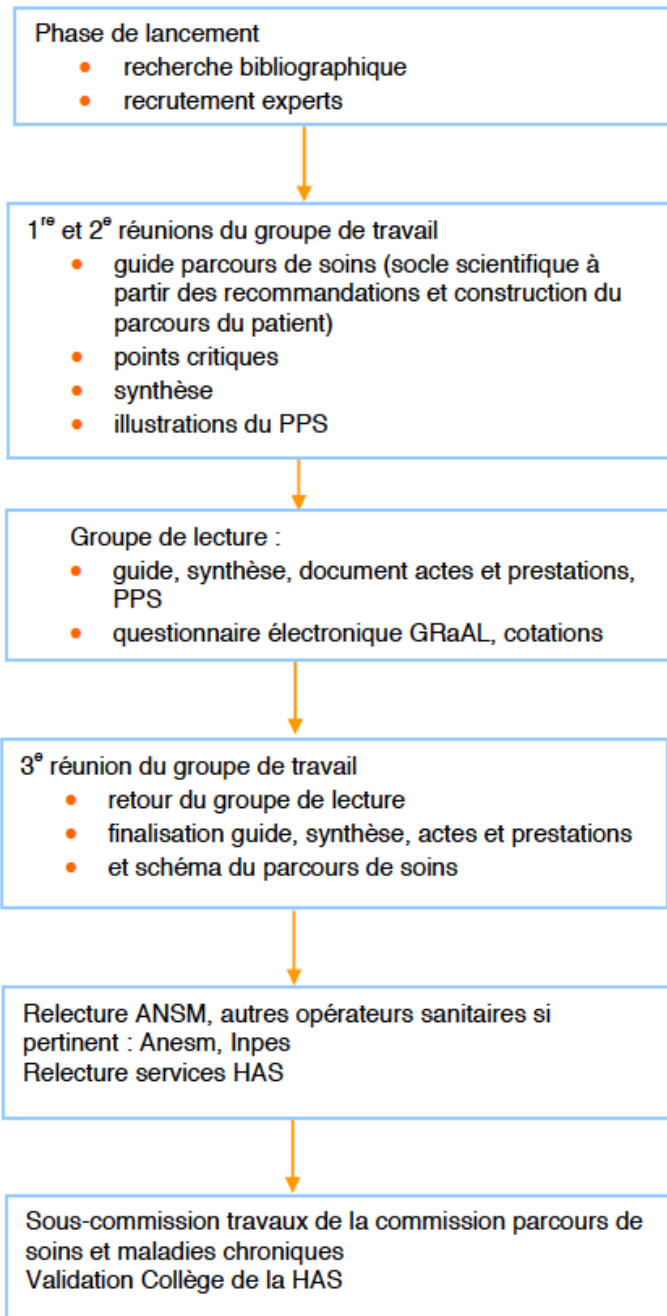 Phase de lancement
• recherche bibliographique
• recrutement experts
1re et 2e réunions du groupe de travail
• guide parcours de soins (socle scientifique à
partir des recommandations et construction du
parcours du patient)
• points critiques
• synthèse
• illustrations du PPS
Groupe de lecture :
• guide, synthèse, document actes et prestations,
PPS
• questionnaire électronique GRaAL, cotations
3e réunion du groupe de travail
• retour du groupe de lecture
• finalisation guide, synthèse, actes et prestations
• et schéma du parcours de soins
Relecture ANSM, autres opérateurs sanitaires si
pertinent : Anesm, Inpes
Relecture services HAS
Sous-commission travaux de la commission parcours de
soins et maladies chroniques
Validation Collège de la HAS